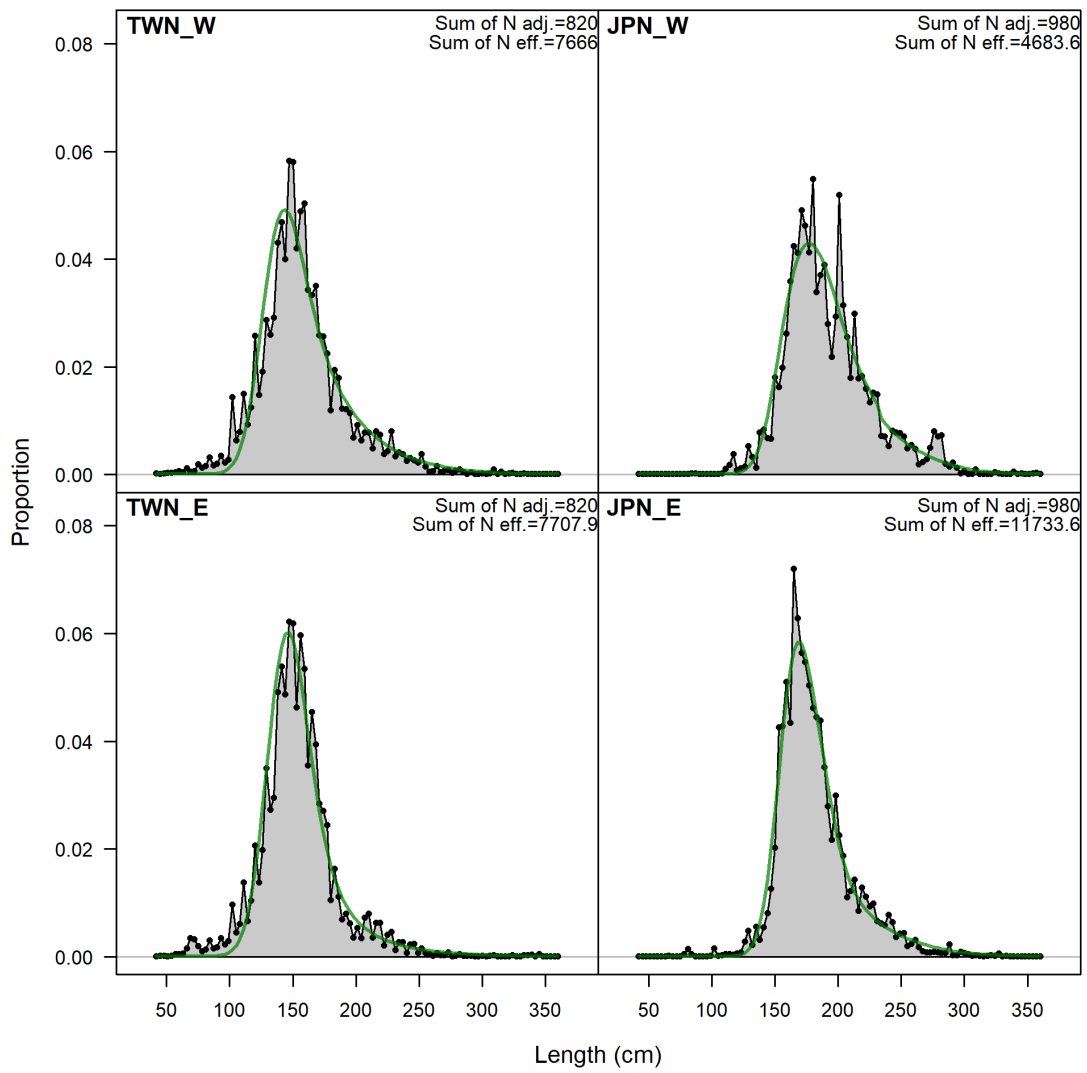 TWN_W
Sum of N adj.=820
Sum of N eff.=7666
JPN_W
Sum of N adj.=980
Sum of N eff.=4683.6
0.08
0.06
0.04
0.02
0.00
TWN_E
Sum of N adj.=820
Sum of N eff.=7707.9
JPN_E
Sum of N adj.=980
Sum of N eff.=11733.6
0.08
0.06
0.04
0.02
0.00
Proportion
50 100 150 200 250 300 350
50 100 150 200 250 300 350
Length (cm)